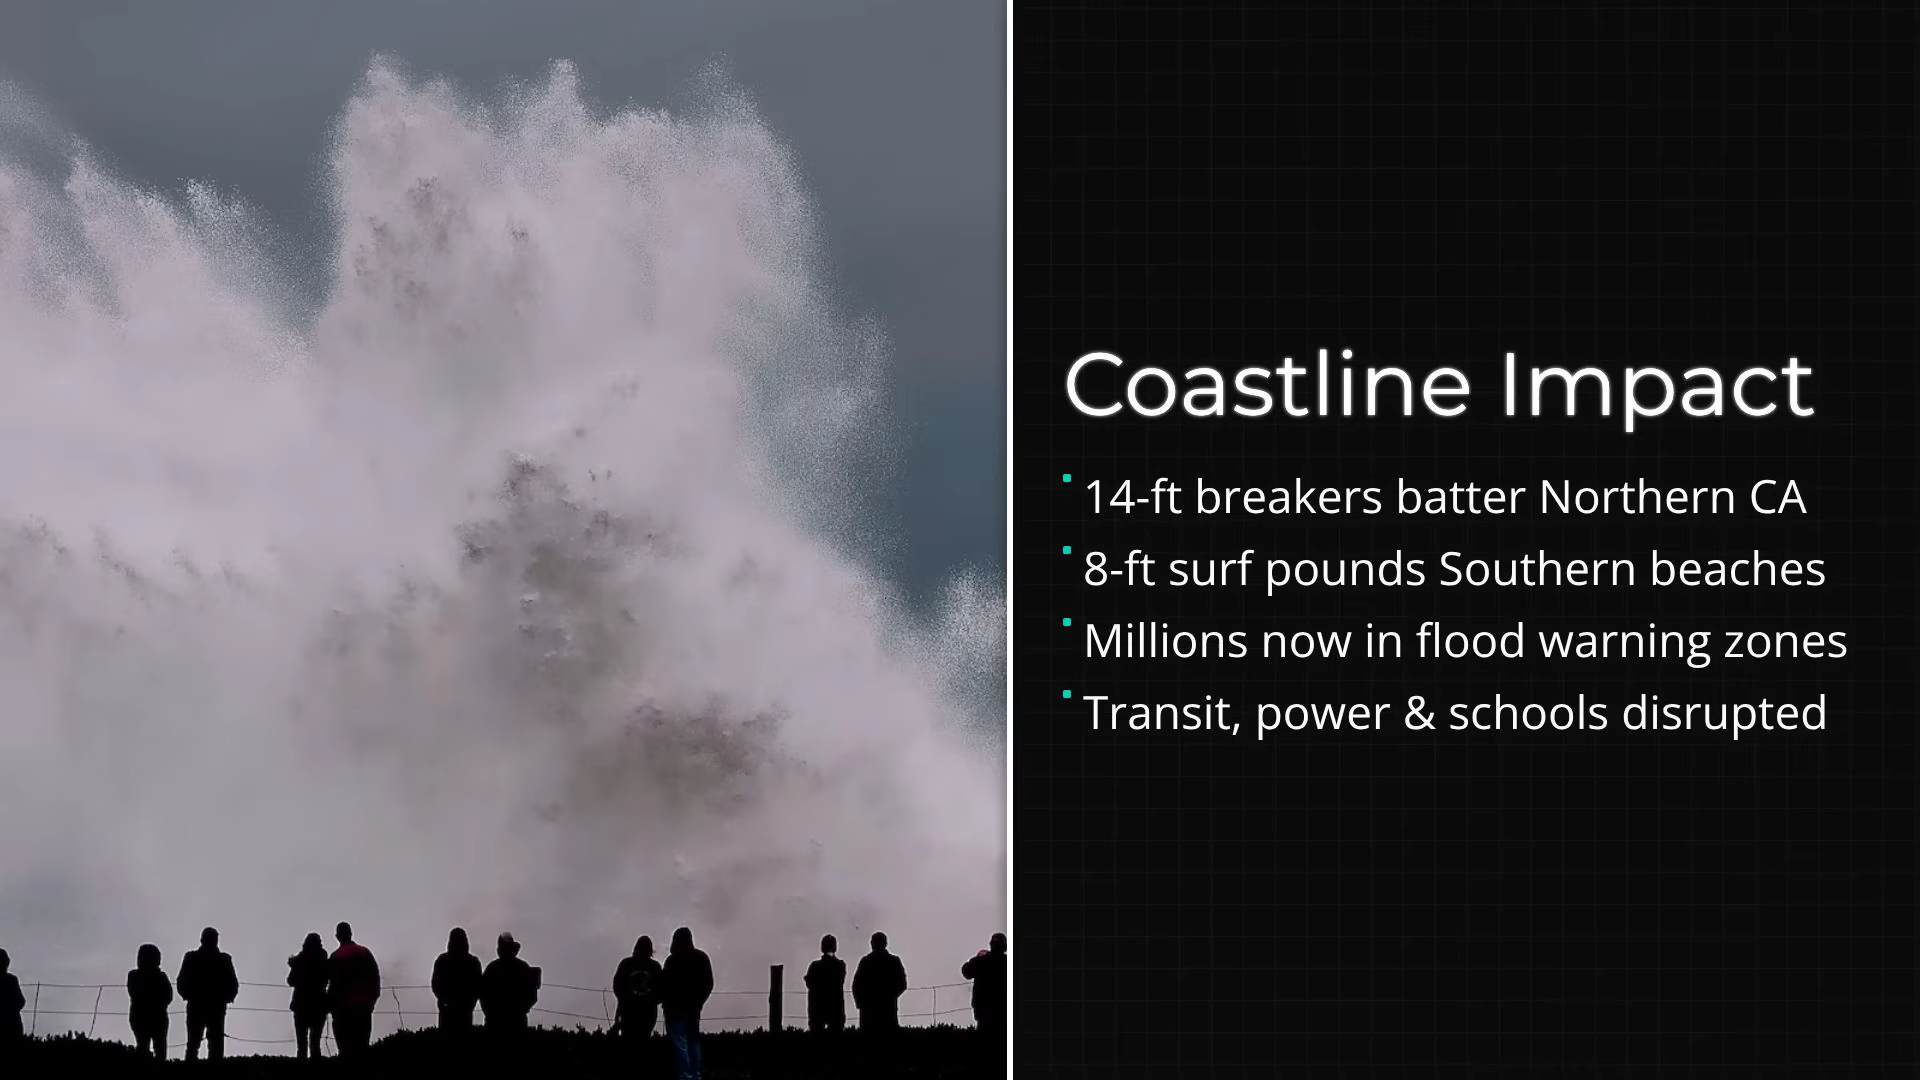 Coastline Impact
14-ft breakers batter Northern CA
8-ft surf pounds Southern beaches
Millions now in flood warning zones
Transit, power & schools disrupted